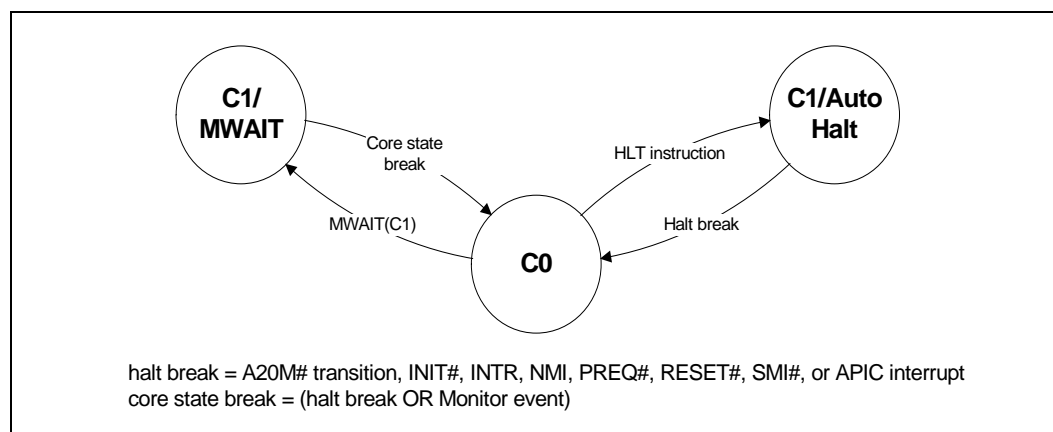 C1/
MWAIT
C1/Auto
Halt
Core state
break
HLT instruction
MWAIT(C1)
Halt break
C0
halt break = A20M# transition, INIT#, INTR, NMI, PREQ#, RESET#, SMI#, or APIC interrupt
core state break = (halt break OR Monitor event)